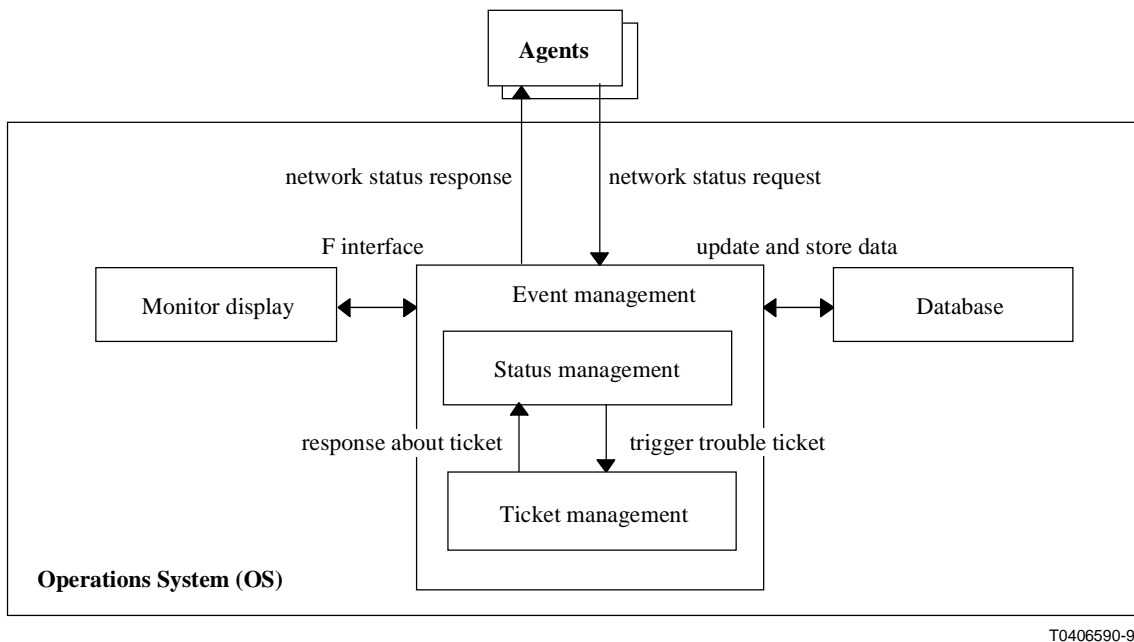 Agents
network status response
network status request
F interface
update and store data
Monitor display
Event management
Database
Status management
response about ticket
trigger trouble ticket
Ticket management
Operations System (OS)
T0406590-9